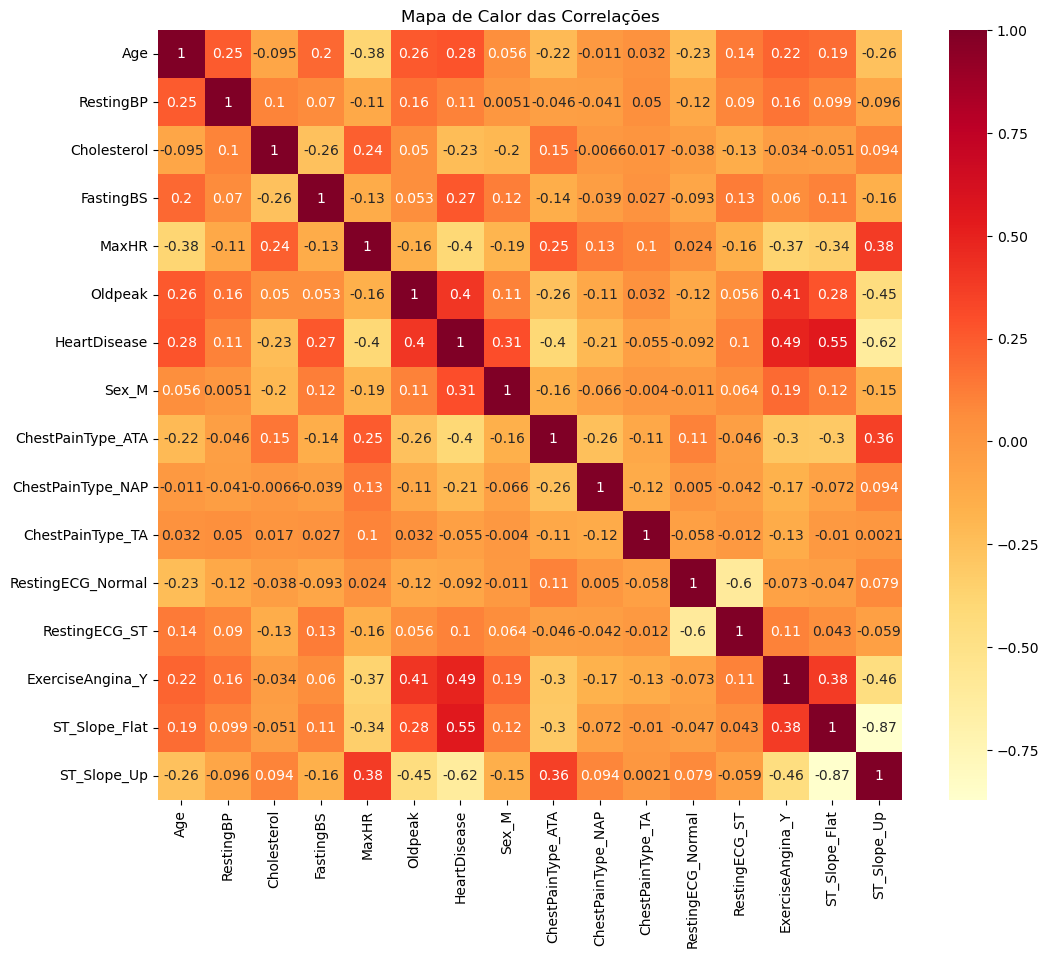 Mapa de Calor das Correlações
Age 1 0.25 -0.095 0.2 -0.38 0.26 0.28 0.056 -0.22 -0.011 0.032 -0.23 0.14 0.22 0.19 -0.26
RestingBP 0.25 1 0.1 0.07 -0.11 0.16 0.11 0.0051 -0.046 -0.041 0.05 -0.12 0.09 0.16 0.099 -0.096
Cholesterol -0.095 0.1 1 -0.26 0.24 0.05 -0.23 -0.2 0.15 -0.0066 0.017 -0.038 -0.13 -0.034 -0.051 0.094
FastingBS 0.2 0.07 -0.26 1 -0.13 0.053 0.27 0.12 -0.14 -0.039 0.027 -0.093 0.13 0.06 0.11 -0.16
MaxHR -0.38 -0.11 0.24 -0.13 1 -0.16 -0.4 -0.19 0.25 0.13 0.1 0.024 -0.16 -0.37 -0.34 0.38
Oldpeak 0.26 0.16 0.05 0.053 -0.16 1 0.4 0.11 -0.26 -0.11 0.032 -0.12 0.056 0.41 0.28 -0.45
HeartDisease 0.28 0.11 -0.23 0.27 -0.4 0.4 1 0.31 -0.4 -0.21 -0.055 -0.092 0.1 0.49 0.55 -0.62
Sex_M 0.056 0.0051 -0.2 0.12 -0.19 0.11 0.31 1 -0.16 -0.066 -0.004 -0.011 0.064 0.19 0.12 -0.15
ChestPainType_ATA -0.22 -0.046 0.15 -0.14 0.25 -0.26 -0.4 -0.16 1 -0.26 -0.11 0.11 -0.046 -0.3 -0.3 0.36
ChestPainType_NAP -0.011 -0.041 -0.0066 -0.039 0.13 -0.11 -0.21 -0.066 -0.26 1 -0.12 0.005 -0.042 -0.17 -0.072 0.094
ChestPainType_TA 0.032 0.05 0.017 0.027 0.1 0.032 -0.055 -0.004 -0.11 -0.12 1 -0.058 -0.012 -0.13 -0.01 0.0021
RestingECG_Normal -0.23 -0.12 -0.038 -0.093 0.024 -0.12 -0.092 -0.011 0.11 0.005 -0.058 1 -0.6 -0.073 -0.047 0.079
RestingECG_ST 0.14 0.09 -0.13 0.13 -0.16 0.056 0.1 0.064 -0.046 -0.042 -0.012 -0.6 1 0.11 0.043 -0.059
ExerciseAngina_Y 0.22 0.16 -0.034 0.06 -0.37 0.41 0.49 0.19 -0.3 -0.17 -0.13 -0.073 0.11 1 0.38 -0.46
ST_Slope_Flat 0.19 0.099 -0.051 0.11 -0.34 0.28 0.55 0.12 -0.3 -0.072 -0.01 -0.047 0.043 0.38 1 -0.87
ST_Slope_Up -0.26 -0.096 0.094 -0.16 0.38 -0.45 -0.62 -0.15 0.36 0.094 0.0021 0.079 -0.059 -0.46 -0.87 1
Age
RestingBP
Cholesterol
FastingBS
MaxHR
Oldpeak
HeartDisease
Sex_M
ChestPainType_ATA
ChestPainType_NAP
ChestPainType_TA
RestingECG_Normal
RestingECG_ST
ExerciseAngina_Y
ST_Slope_Flat
ST_Slope_Up
1.00
0.75
0.50
0.25
0.00
−0.25
−0.50
−0.75